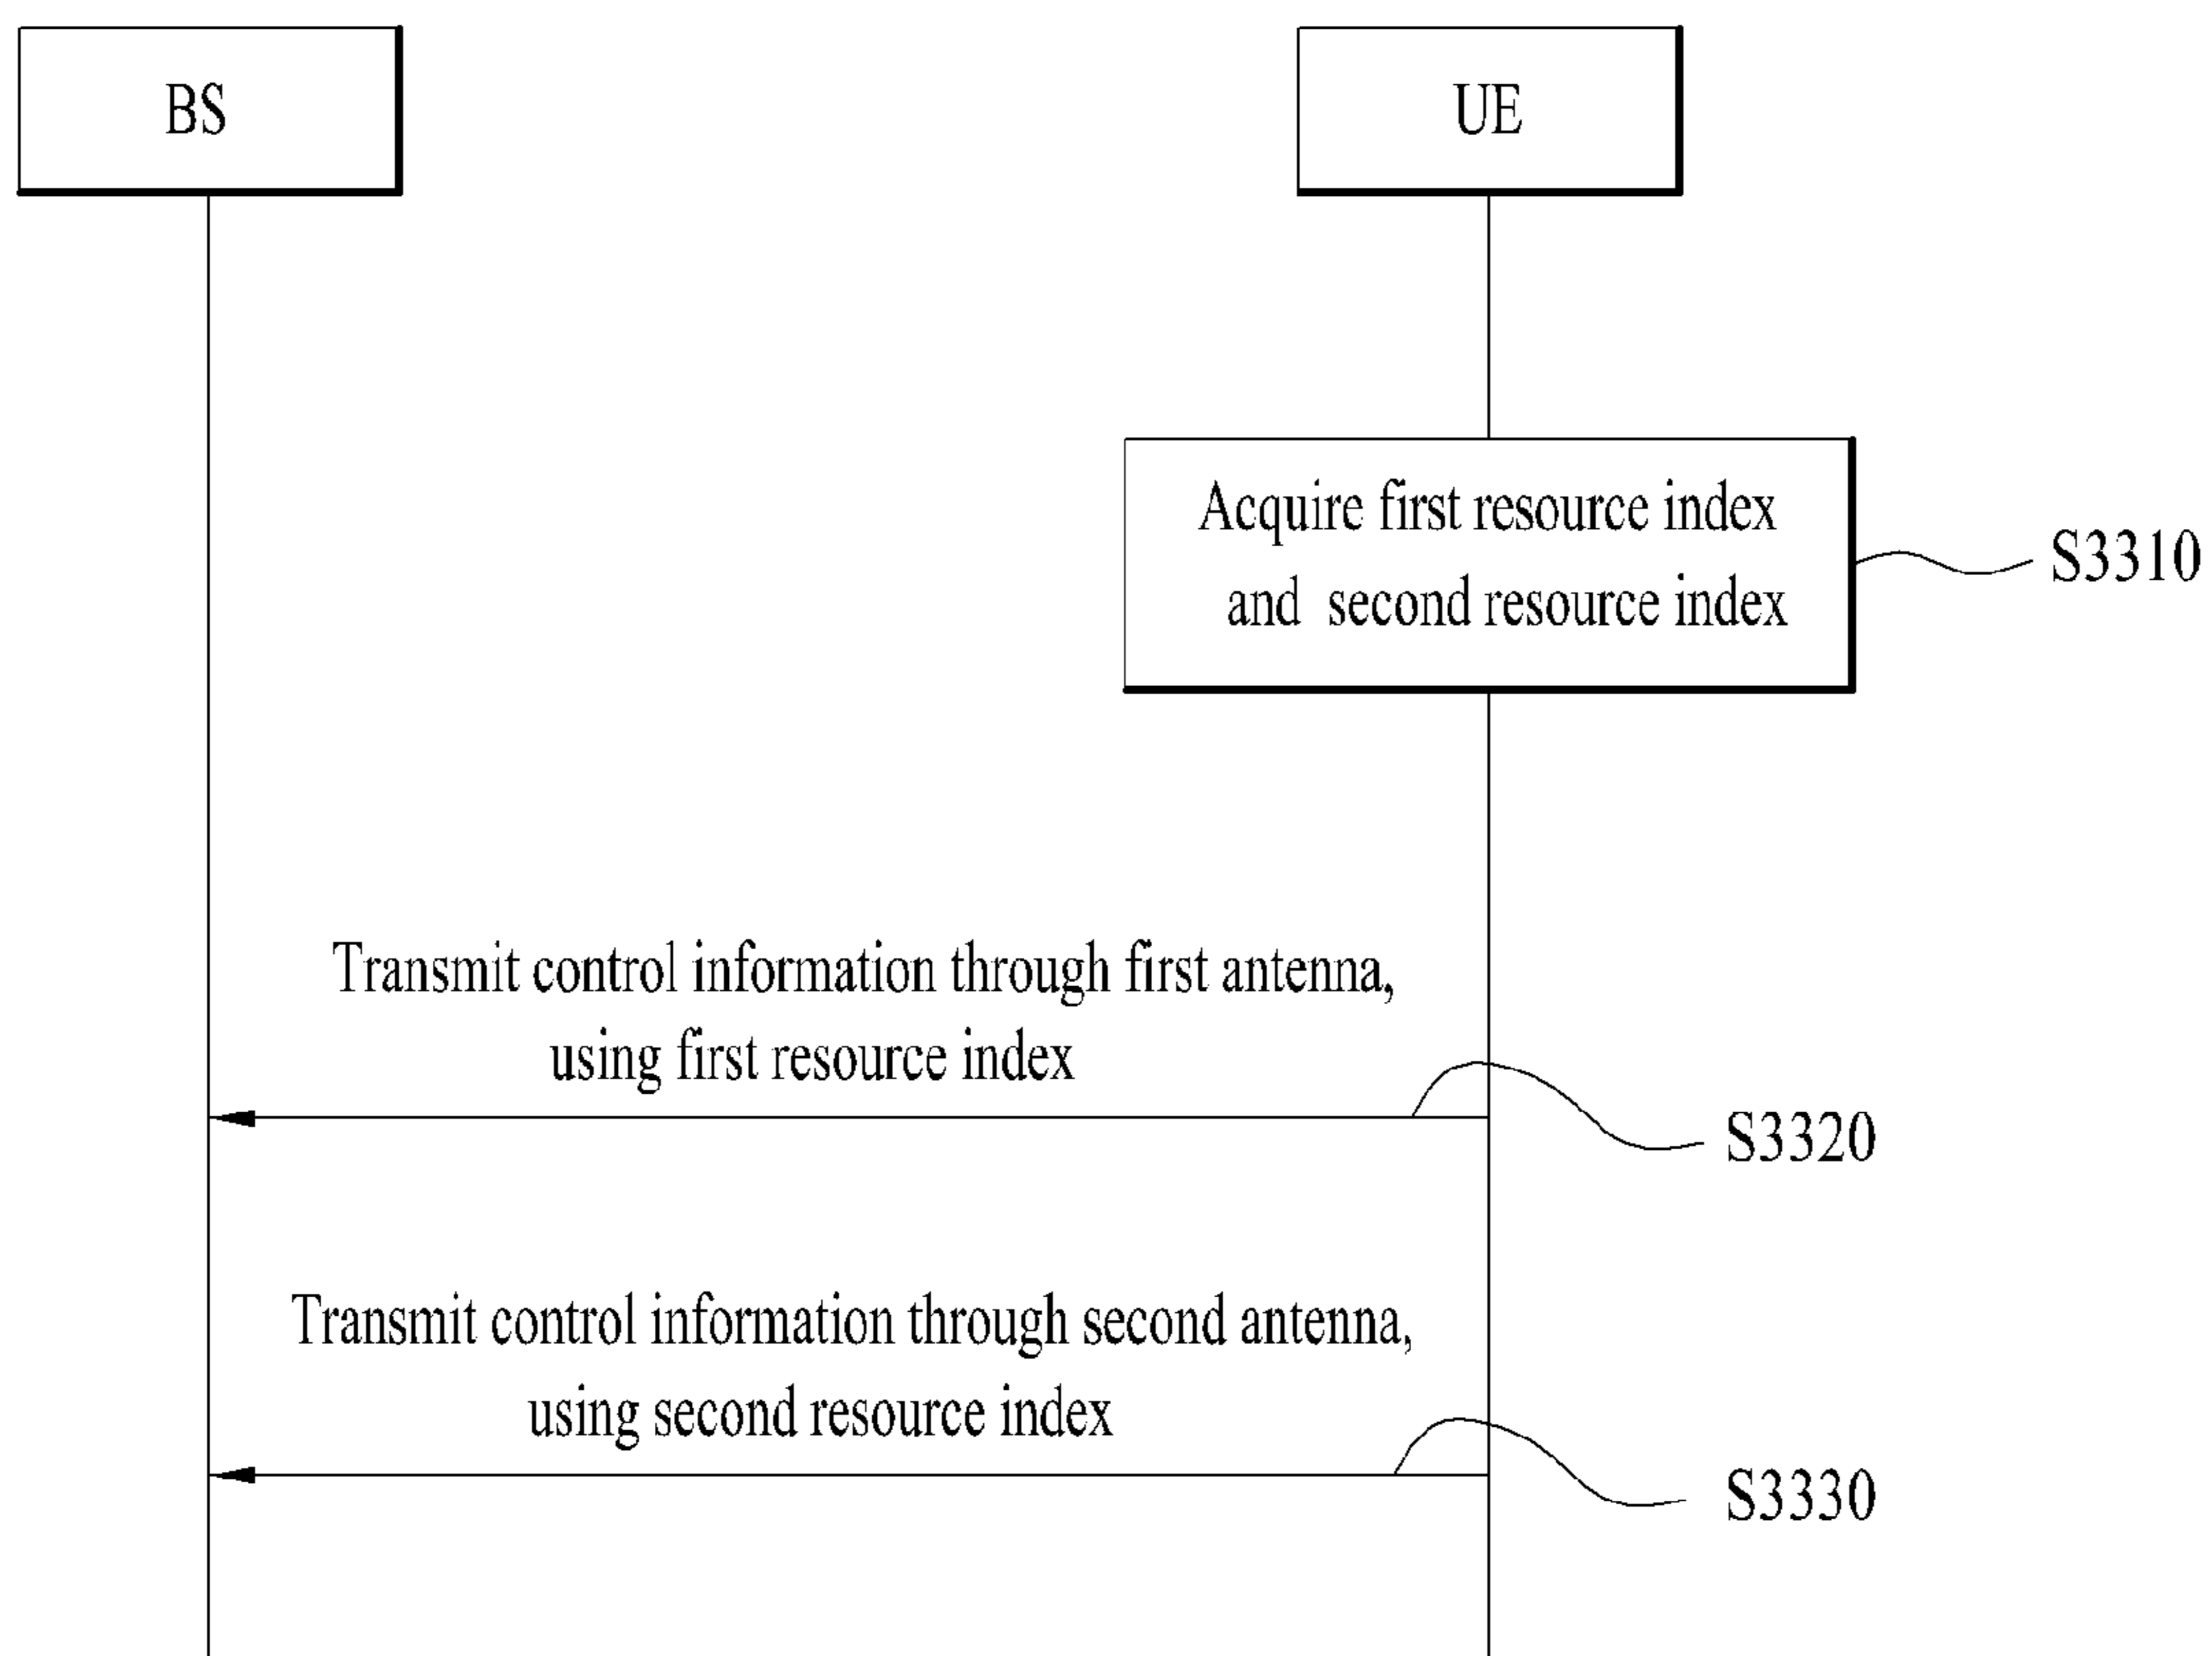 BS
UE
Acquire first resource index
and second resource index
S3310
Transmit control information through first antenna,
using first resource index
S3320
Transmit control information through second antenna,
using second resource index
S3330